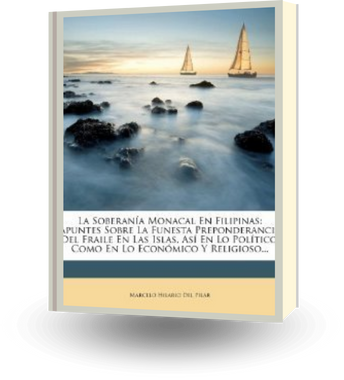 La Soberanía Monacal En Filipinas:
Apuntes Sobre La Funesta Preponderanci
Del Fraile En Las Islas, Así En Lo Político
Como En Lo Económico Y Religioso...
Marcelo Hilario Del Pilar